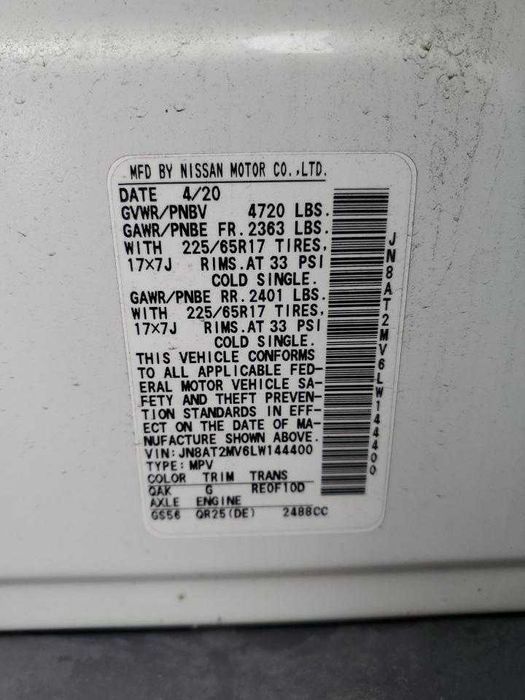 MFD BY NISSAN MOTOR CO.,LTD.
DATE 4/20
GVWR/PNBV 4720 LBS.
GAWR/PNBE FR. 2363 LBS.
WITH 225/65R17 TIRES,
17×7J RIMS.AT 33 PSI
COLD SINGLE.
GAWR/PNBE RR. 2401 LBS.
WITH 225/65R17 TIRES,
17×7J RIMS.AT 33 PSI
COLD SINGLE.
THIS VEHICLE CONFORMS
TO ALL APPLICABLE FED-
ERAL MOTOR VEHICLE SA-
FETY AND THEFT PREVEN-
TION STANDARDS IN EFF-
ECT ON THE DATE OF MA-
NUFACTURE SHOWN ABOVE.
VIN:JN8AT2MV6LW144400
TYPE:MPV
COLOR TRIM TRANS
QAK G RE0F10D
AXLE ENGINE
GS56 QR25(DE) 2488CC
JN8AT2MV6LW144400